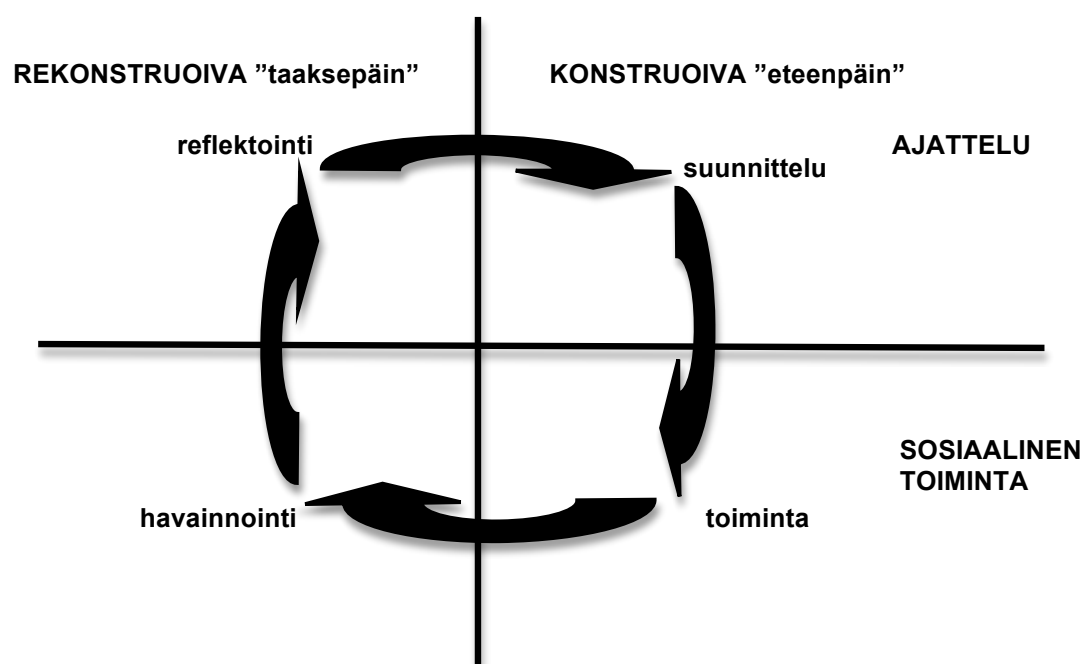 REKONSTRUOIVA ”taaksepäin”
KONSTRUOIVA ”eteenpäin”
reflektointi
AJATTELU
suunnittelu
SOSIAALINEN
TOIMINTA
havainnointi
toiminta